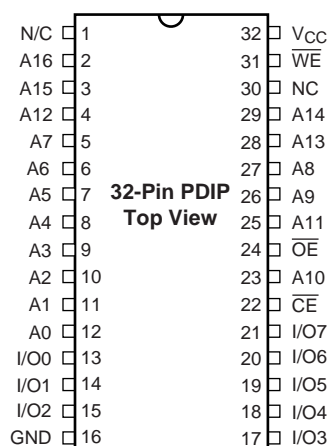 N/C 1 32 VCC
A16 2 31 W̅E̅
A15 3 30 NC
A12 4 29 A14
A7 5 28 A13
A6 6 27 A8
A5 7 32-Pin PDIP 26 A9
A4 8 Top View 25 A11
A3 9 24 O̅E̅
A2 10 23 A10
A1 11 22 C̅E̅
A0 12 21 I/O7
I/O0 13 20 I/O6
I/O1 14 19 I/O5
I/O2 15 18 I/O4
GND 16 17 I/O3